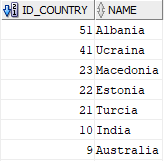 ID_COUNTRY NAME
51 Albania
41 Ucraina
23 Macedonia
22 Estonia
21 Turcia
10 India
9 Australia